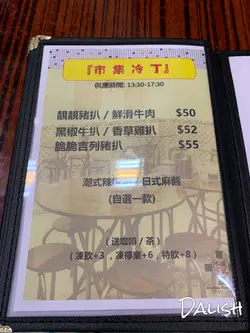 『市集冷丁』
供應時間: 13:30-17:30
靚靚豬扒 / 鮮滑牛肉 $50
黑椒牛扒 / 香草雞扒 $52
脆脆吉列豬扒 $55
潮式辣 / 日式麻醬
(自選一款)
( 送咖啡 / 茶 )
( 凍飲+3 ，凍檸樂+6 ，特飲+8 )
DALISH